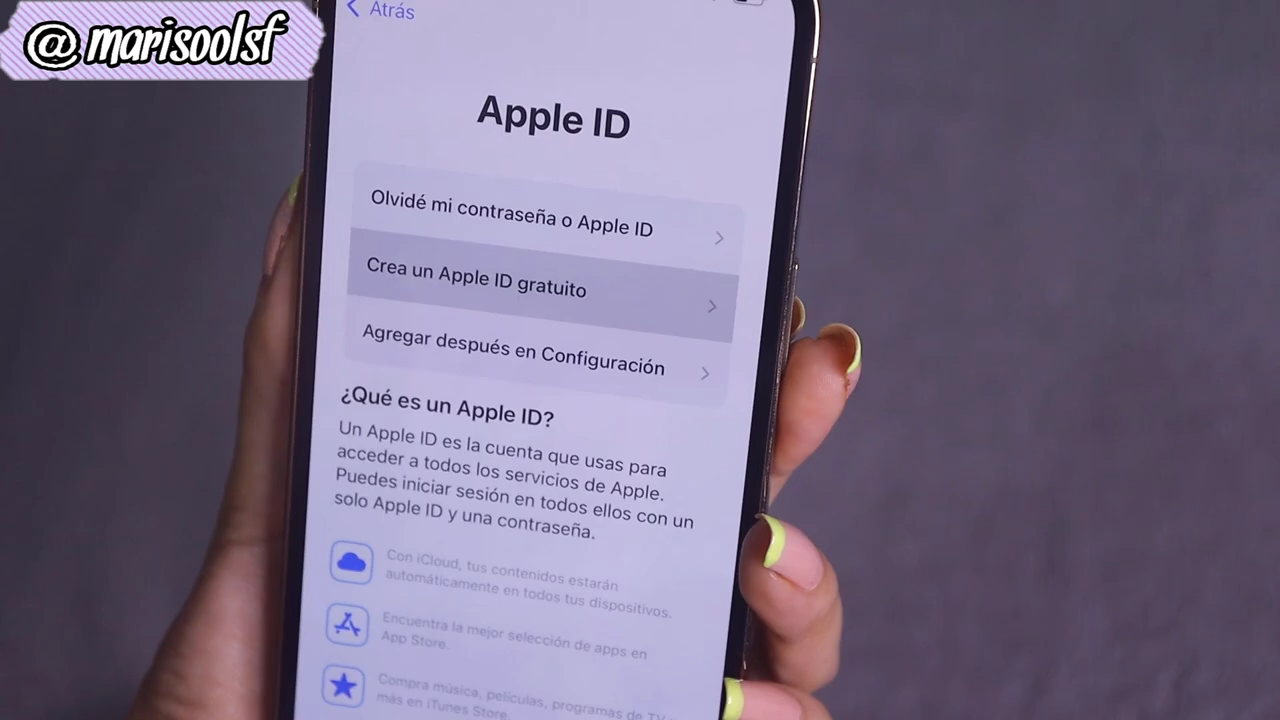 @marisoolsf
Atrás
Apple ID
Olvidé mi contraseña o Apple ID
Crea un Apple ID gratuito
Agregar después en Configuración
¿Qué es un Apple ID?
Un Apple ID es la cuenta que usas para
acceder a todos los servicios de Apple.
Puedes iniciar sesión en todos ellos con un
solo Apple ID y una contraseña.
Con iCloud, tus contenidos estarán
automáticamente en todos tus dispositivos.
Encuentra la mejor selección de apps en
App Store.
Compra música, películas, programas de TV y
más en iTunes Store.